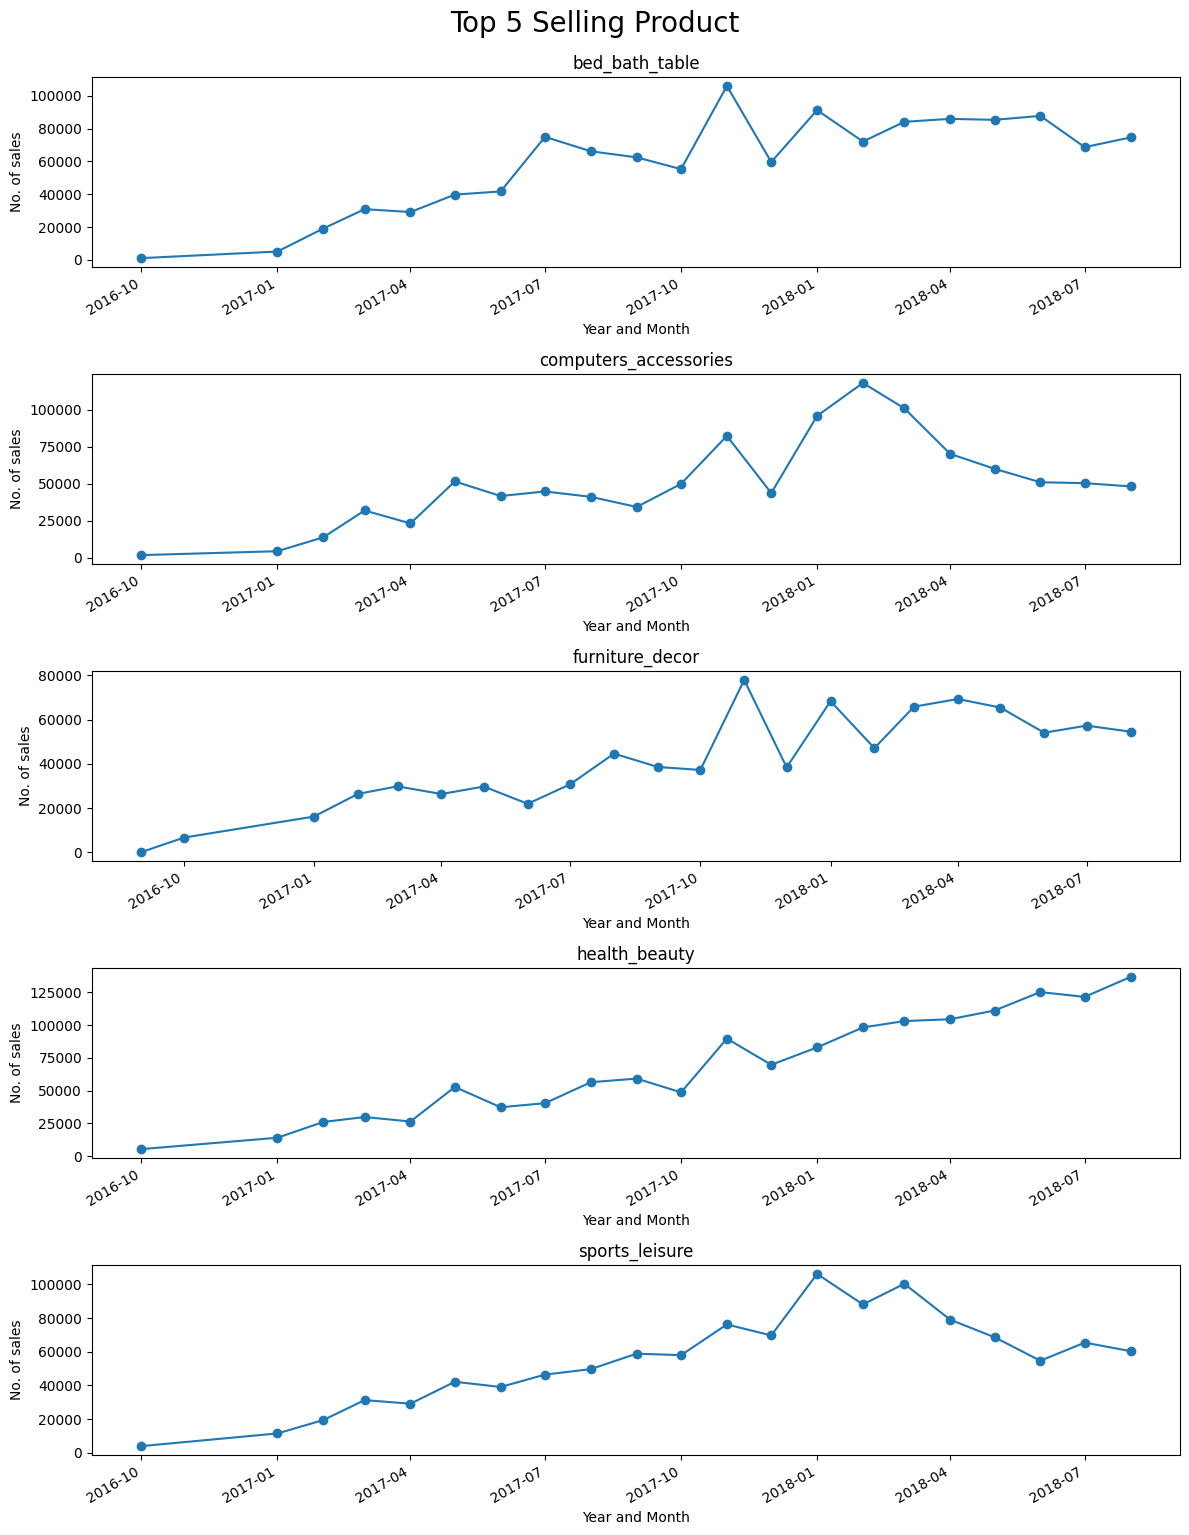 Top 5 Selling Product
bed_bath_table
100000
80000
60000
40000
20000
0
No. of sales
2016-10 2017-01 2017-04 2017-07 2017-10 2018-01 2018-04 2018-07
Year and Month
computers_accessories
100000
75000
50000
25000
0
No. of sales
2016-10 2017-01 2017-04 2017-07 2017-10 2018-01 2018-04 2018-07
Year and Month
furniture_decor
80000
60000
40000
20000
0
No. of sales
2016-10 2017-01 2017-04 2017-07 2017-10 2018-01 2018-04 2018-07
Year and Month
health_beauty
125000
100000
75000
50000
25000
0
No. of sales
2016-10 2017-01 2017-04 2017-07 2017-10 2018-01 2018-04 2018-07
Year and Month
sports_leisure
100000
80000
60000
40000
20000
0
No. of sales
2016-10 2017-01 2017-04 2017-07 2017-10 2018-01 2018-04 2018-07
Year and Month